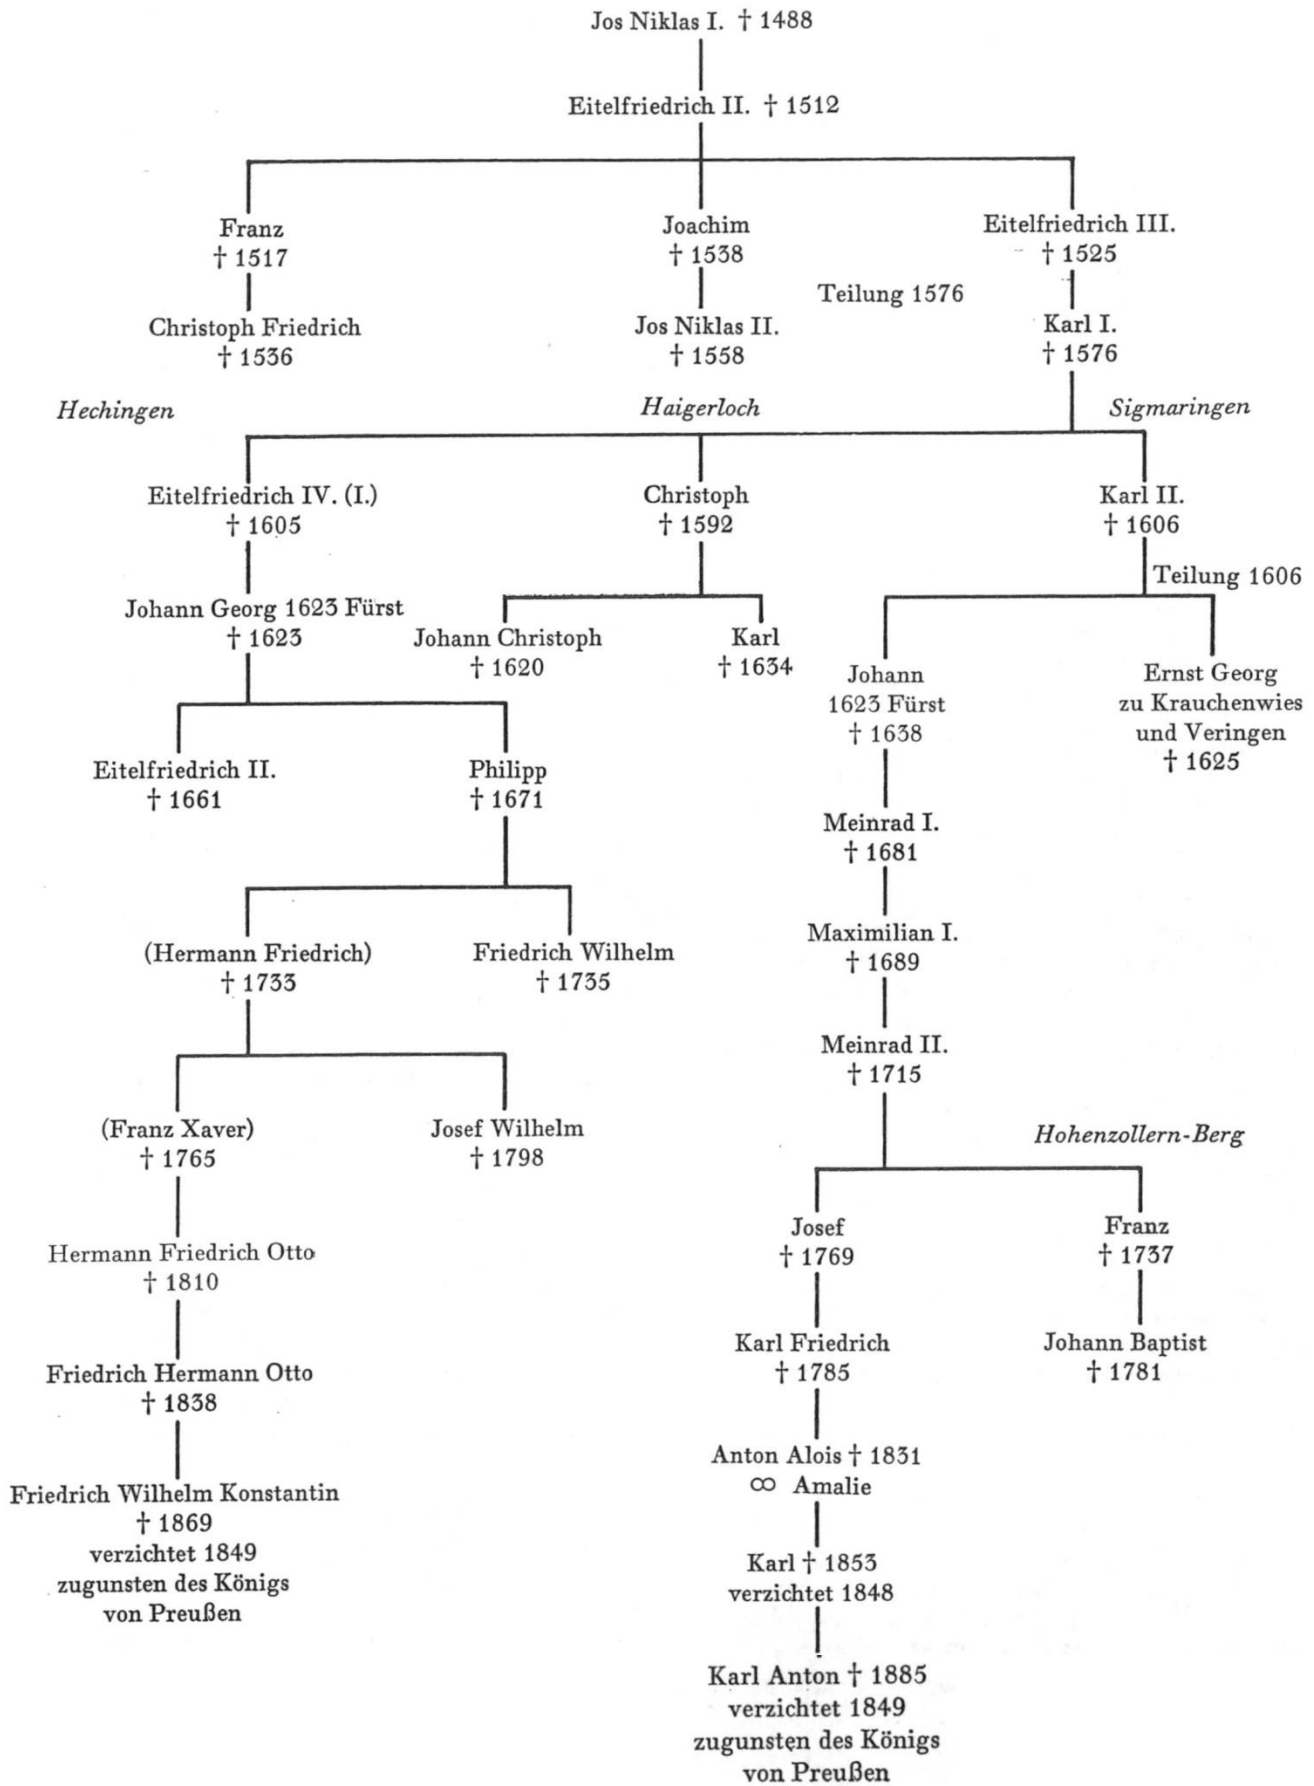 Jos Niklas I. † 1488
Eitelfriedrich II. † 1512
Franz
† 1517
Joachim
† 1538
Eitelfriedrich III.
† 1525
Teilung 1576
Christoph Friedrich
† 1536
Jos Niklas II.
† 1558
Karl I.
† 1576
Hechingen
Haigerloch
Sigmaringen
Eitelfriedrich IV. (I.)
† 1605
Christoph
† 1592
Karl II.
† 1606
Teilung 1606
Johann Georg 1623 Fürst
† 1623
Johann Christoph
† 1620
Karl
† 1634
Johann
1623 Fürst
† 1638
Ernst Georg
zu Krauchenwies
und Veringen
† 1625
Eitelfriedrich II.
† 1661
Philipp
† 1671
Meinrad I.
† 1681
(Hermann Friedrich)
† 1733
Friedrich Wilhelm
† 1735
Maximilian I.
† 1689
Meinrad II.
† 1715
(Franz Xaver)
† 1765
Josef Wilhelm
† 1798
Hohenzollern-Berg
Josef
† 1769
Franz
† 1737
Hermann Friedrich Otto
† 1810
Karl Friedrich
† 1785
Johann Baptist
† 1781
Friedrich Hermann Otto
† 1838
Anton Alois † 1831
∞ Amalie
Friedrich Wilhelm Konstantin
† 1869
verzichtet 1849
zugunsten des Königs
von Preußen
Karl † 1853
verzichtet 1848
Karl Anton † 1885
verzichtet 1849
zugunsten des Königs
von Preußen